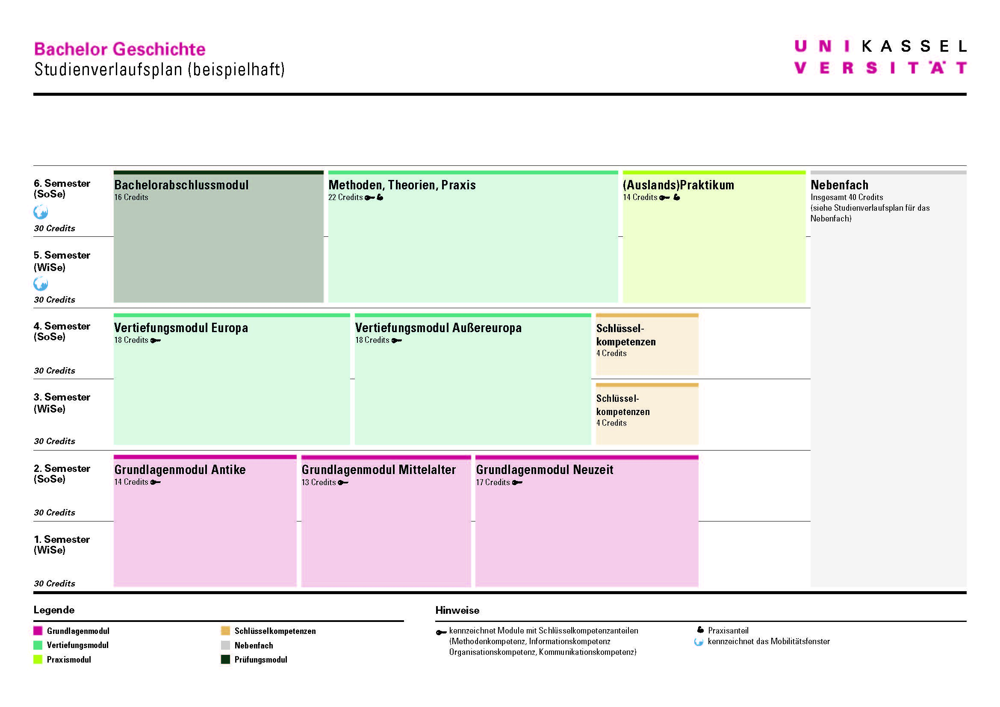 Bachelor Geschichte
Studienverlaufsplan (beispielhaft)
UNIKASSEL
VERSITÄT
6. Semester
(SoSe)
30 Credits
Bachelorabschlussmodul
16 Credits
Methoden, Theorien, Praxis
22 Credits
(Auslands)Praktikum
14 Credits
Nebenfach
Insgesamt 40 Credits
(siehe Studienverlaufsplan für das
Nebenfach)
5. Semester
(WiSe)
30 Credits
4. Semester
(SoSe)
30 Credits
Vertiefungsmodul Europa
18 Credits
Vertiefungsmodul Außereuropa
18 Credits
Schlüssel-
kompetenzen
4 Credits
3. Semester
(WiSe)
30 Credits
Schlüssel-
kompetenzen
4 Credits
2. Semester
(SoSe)
30 Credits
Grundlagenmodul Antike
14 Credits
Grundlagenmodul Mittelalter
13 Credits
Grundlagenmodul Neuzeit
17 Credits
1. Semester
(WiSe)
30 Credits
Legende
Grundlagenmodul
Vertiefungsmodul
Praxismodul
Schlüsselkompetenzen
Nebenfach
Prüfungsmodul
Hinweise
kennzeichnet Module mit Schlüsselkompetenzanteilen
(Methodenkompetenz, Informationskompetenz
Organisationskompetenz, Kommunikationskompetenz)
Praxisanteil
kennzeichnet das Mobilitätsfenster